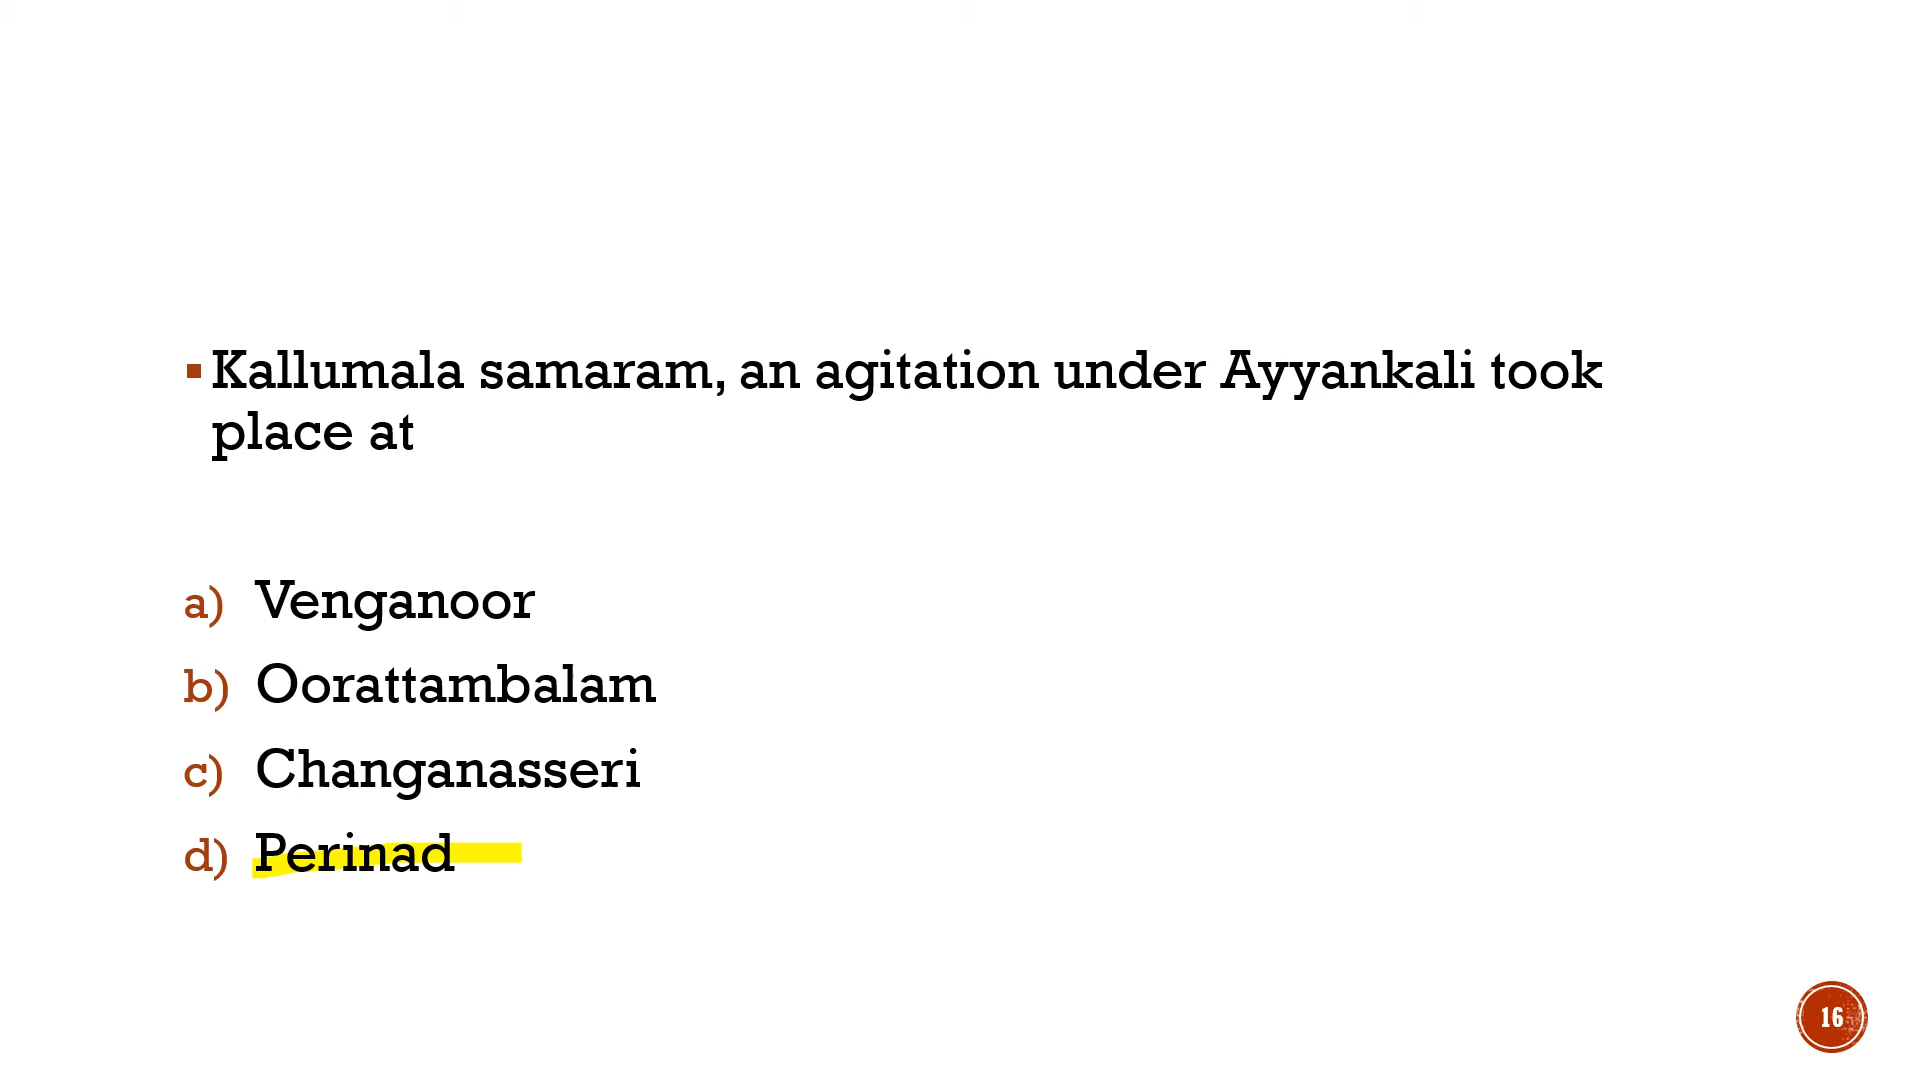 ▪Kallumala samaram, an agitation under Ayyankali took
place at
a) Venganoor
b) Oorattambalam
c) Changanasseri
d) Perinad
16